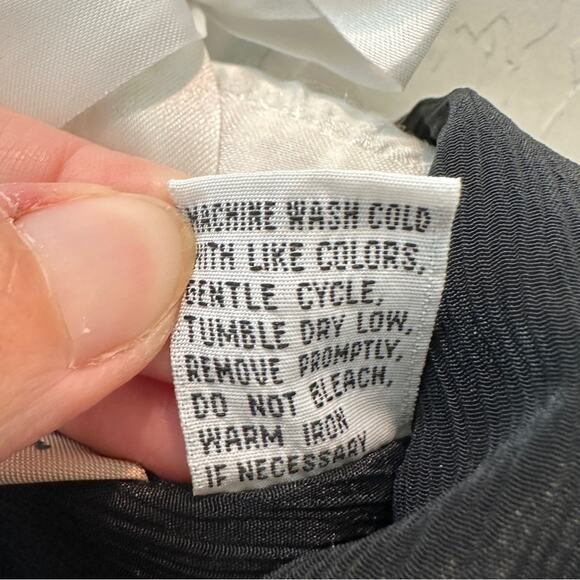 MACHINE WASH COLD
WITH LIKE COLORS,
GENTLE CYCLE,
TUMBLE DRY LOW,
REMOVE PROMPTLY,
DO NOT BLEACH,
WARM IRON
IF NECESSARY